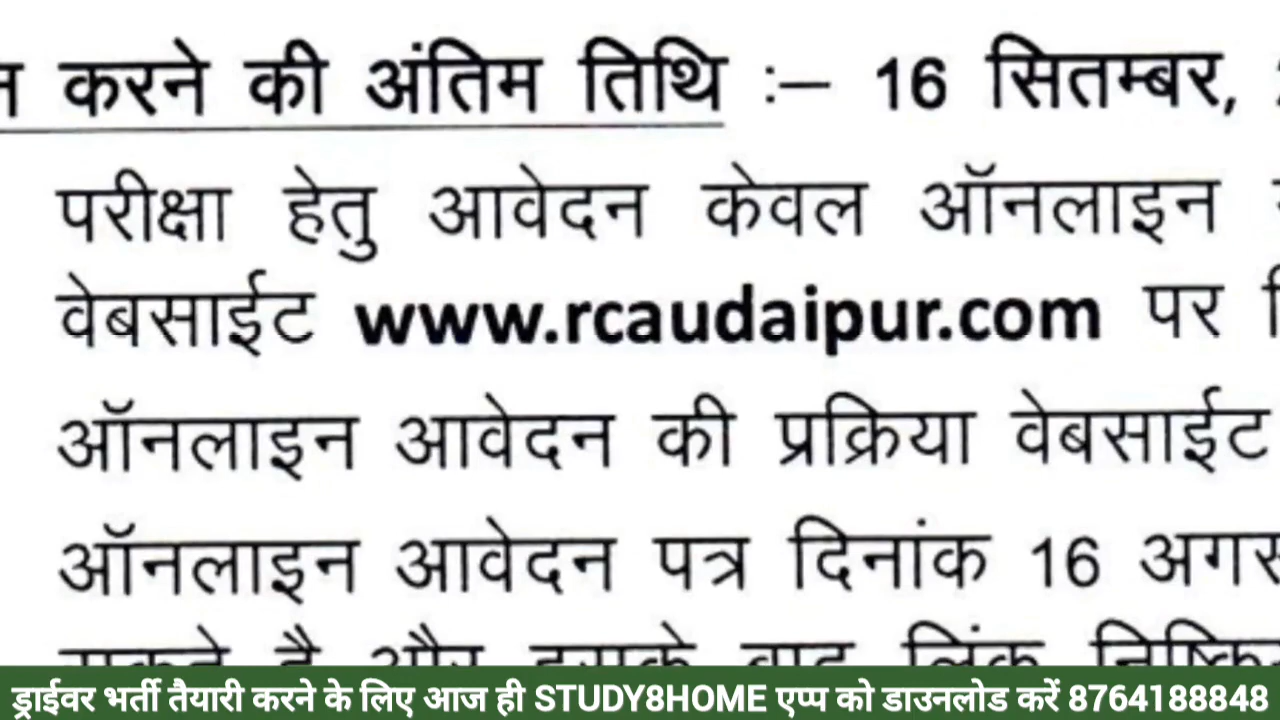 करने की अंतिम तिथि :– 16 सितम्बर,
परीक्षा हेतु आवेदन केवल ऑनलाइन
वेबसाईट www.rcaudaipur.com पर
ऑनलाइन आवेदन की प्रक्रिया वेबसाईट
ऑनलाइन आवेदन पत्र दिनांक 16
ड्राईवर भर्ती तैयारी करने के लिए आज ही STUDY8HOME एप्प को डाउनलोड करें 8764188848